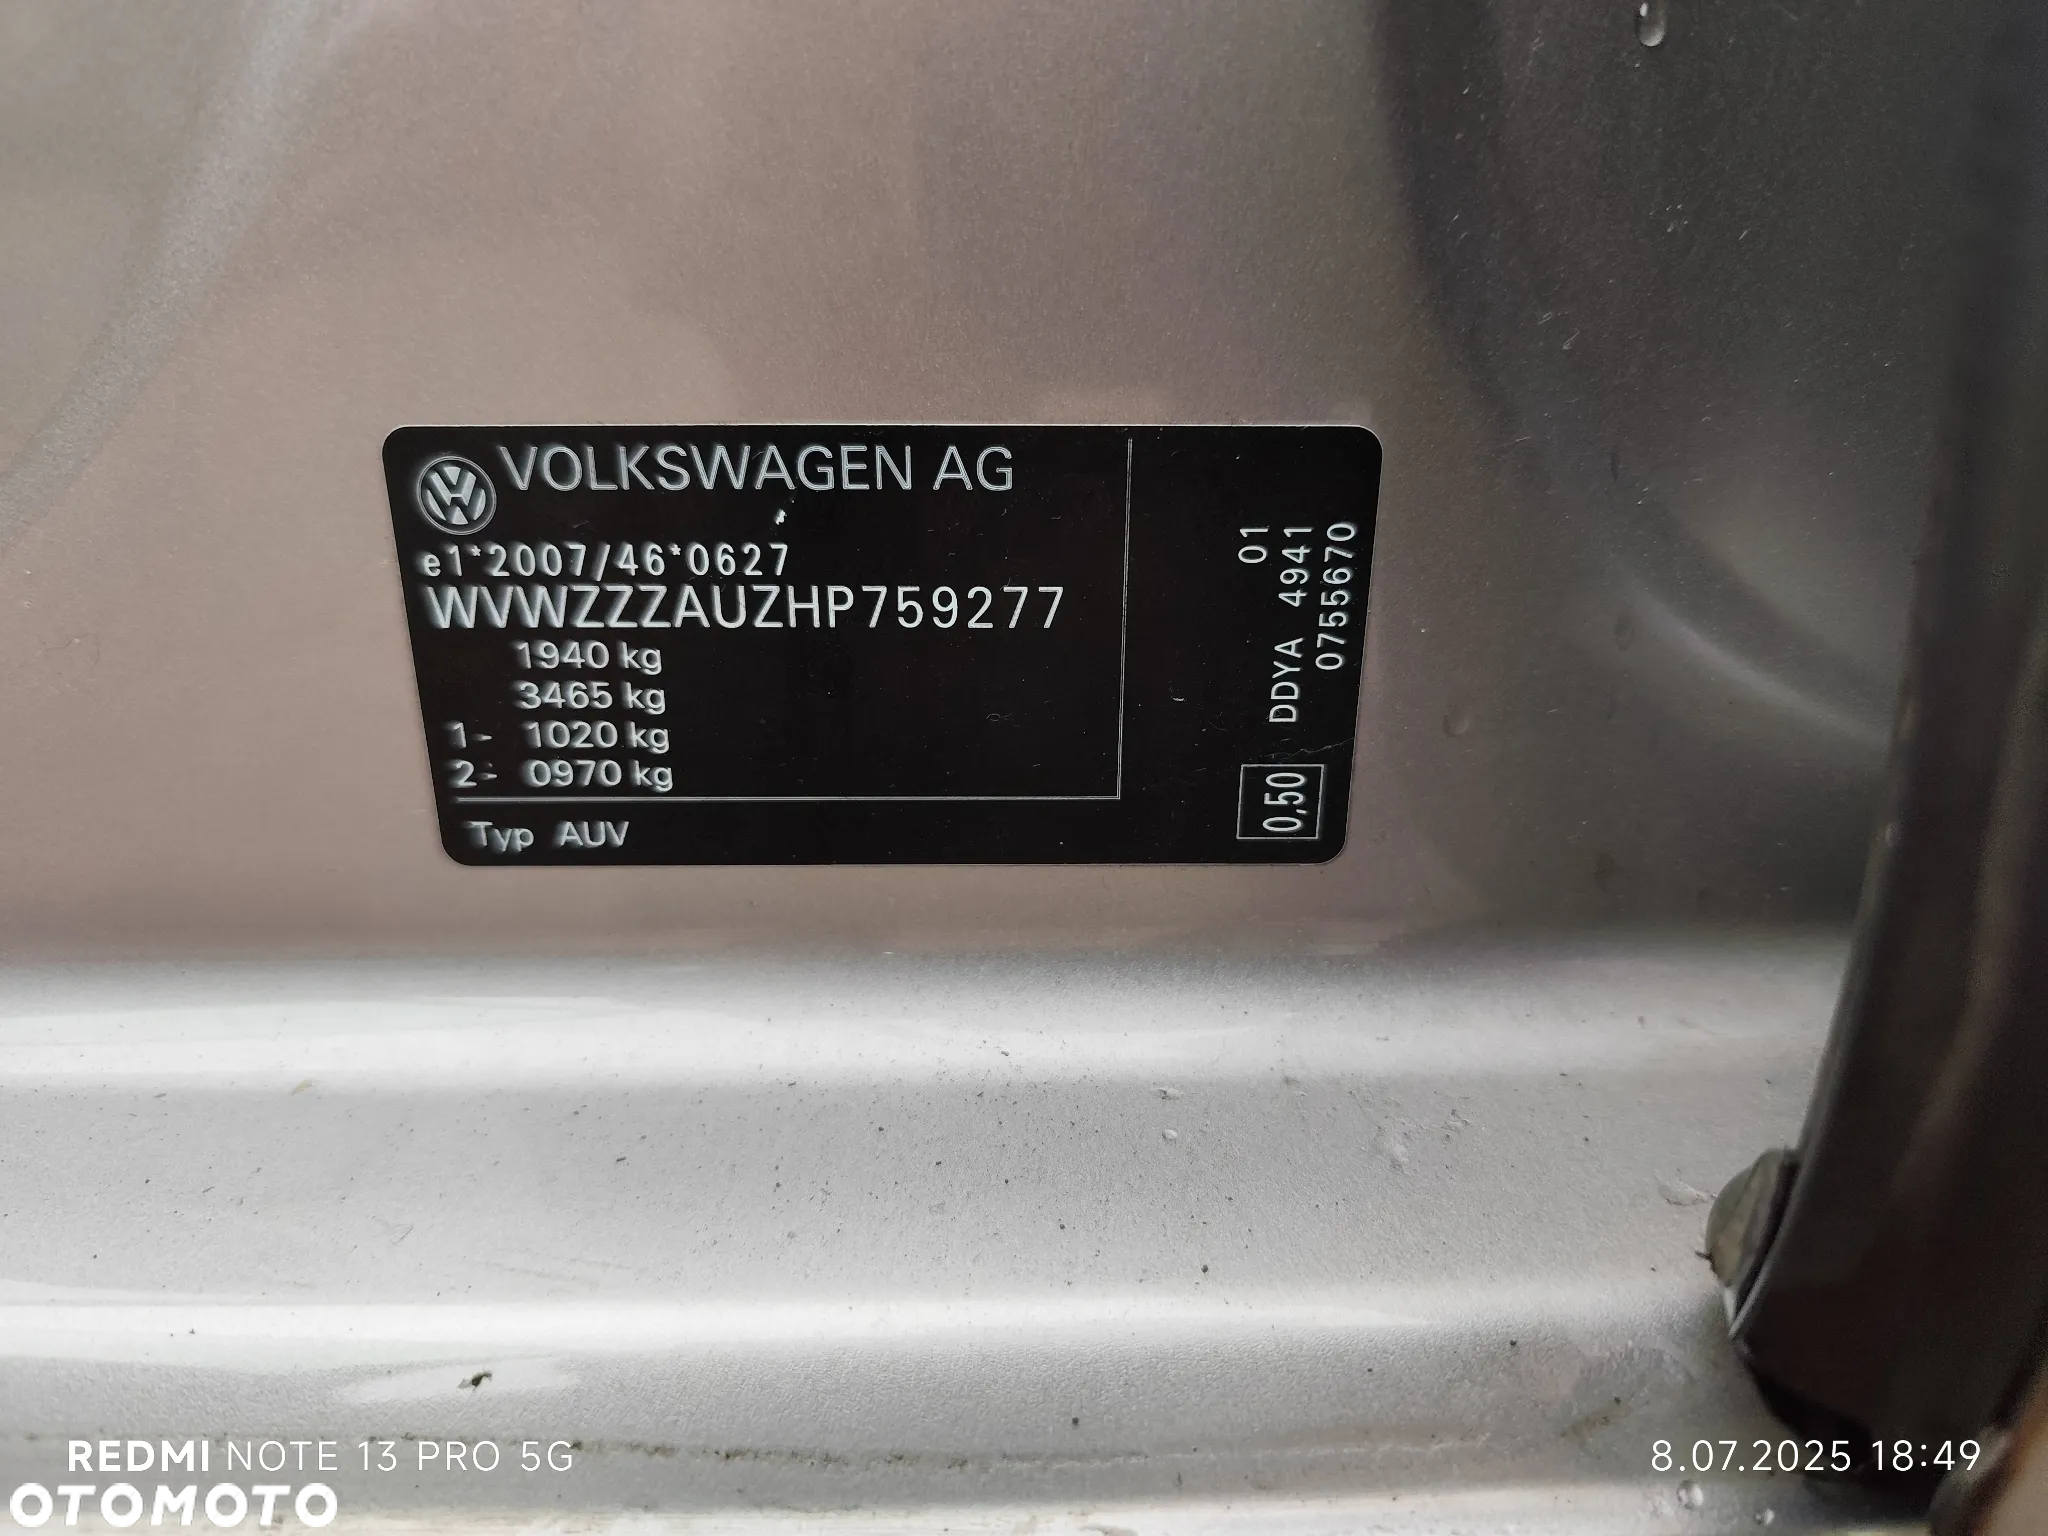 VOLKSWAGEN AG
e1*2007/46*0627
WVWZZZAUZHP759277
1940 kg
3465 kg
1- 1020 kg
2- 0970 kg
Typ AUV
01
DDYA 4941
0755670
0,50
REDMI NOTE 13 PRO 5G
8.07.2025 18:49
OTOMOTO